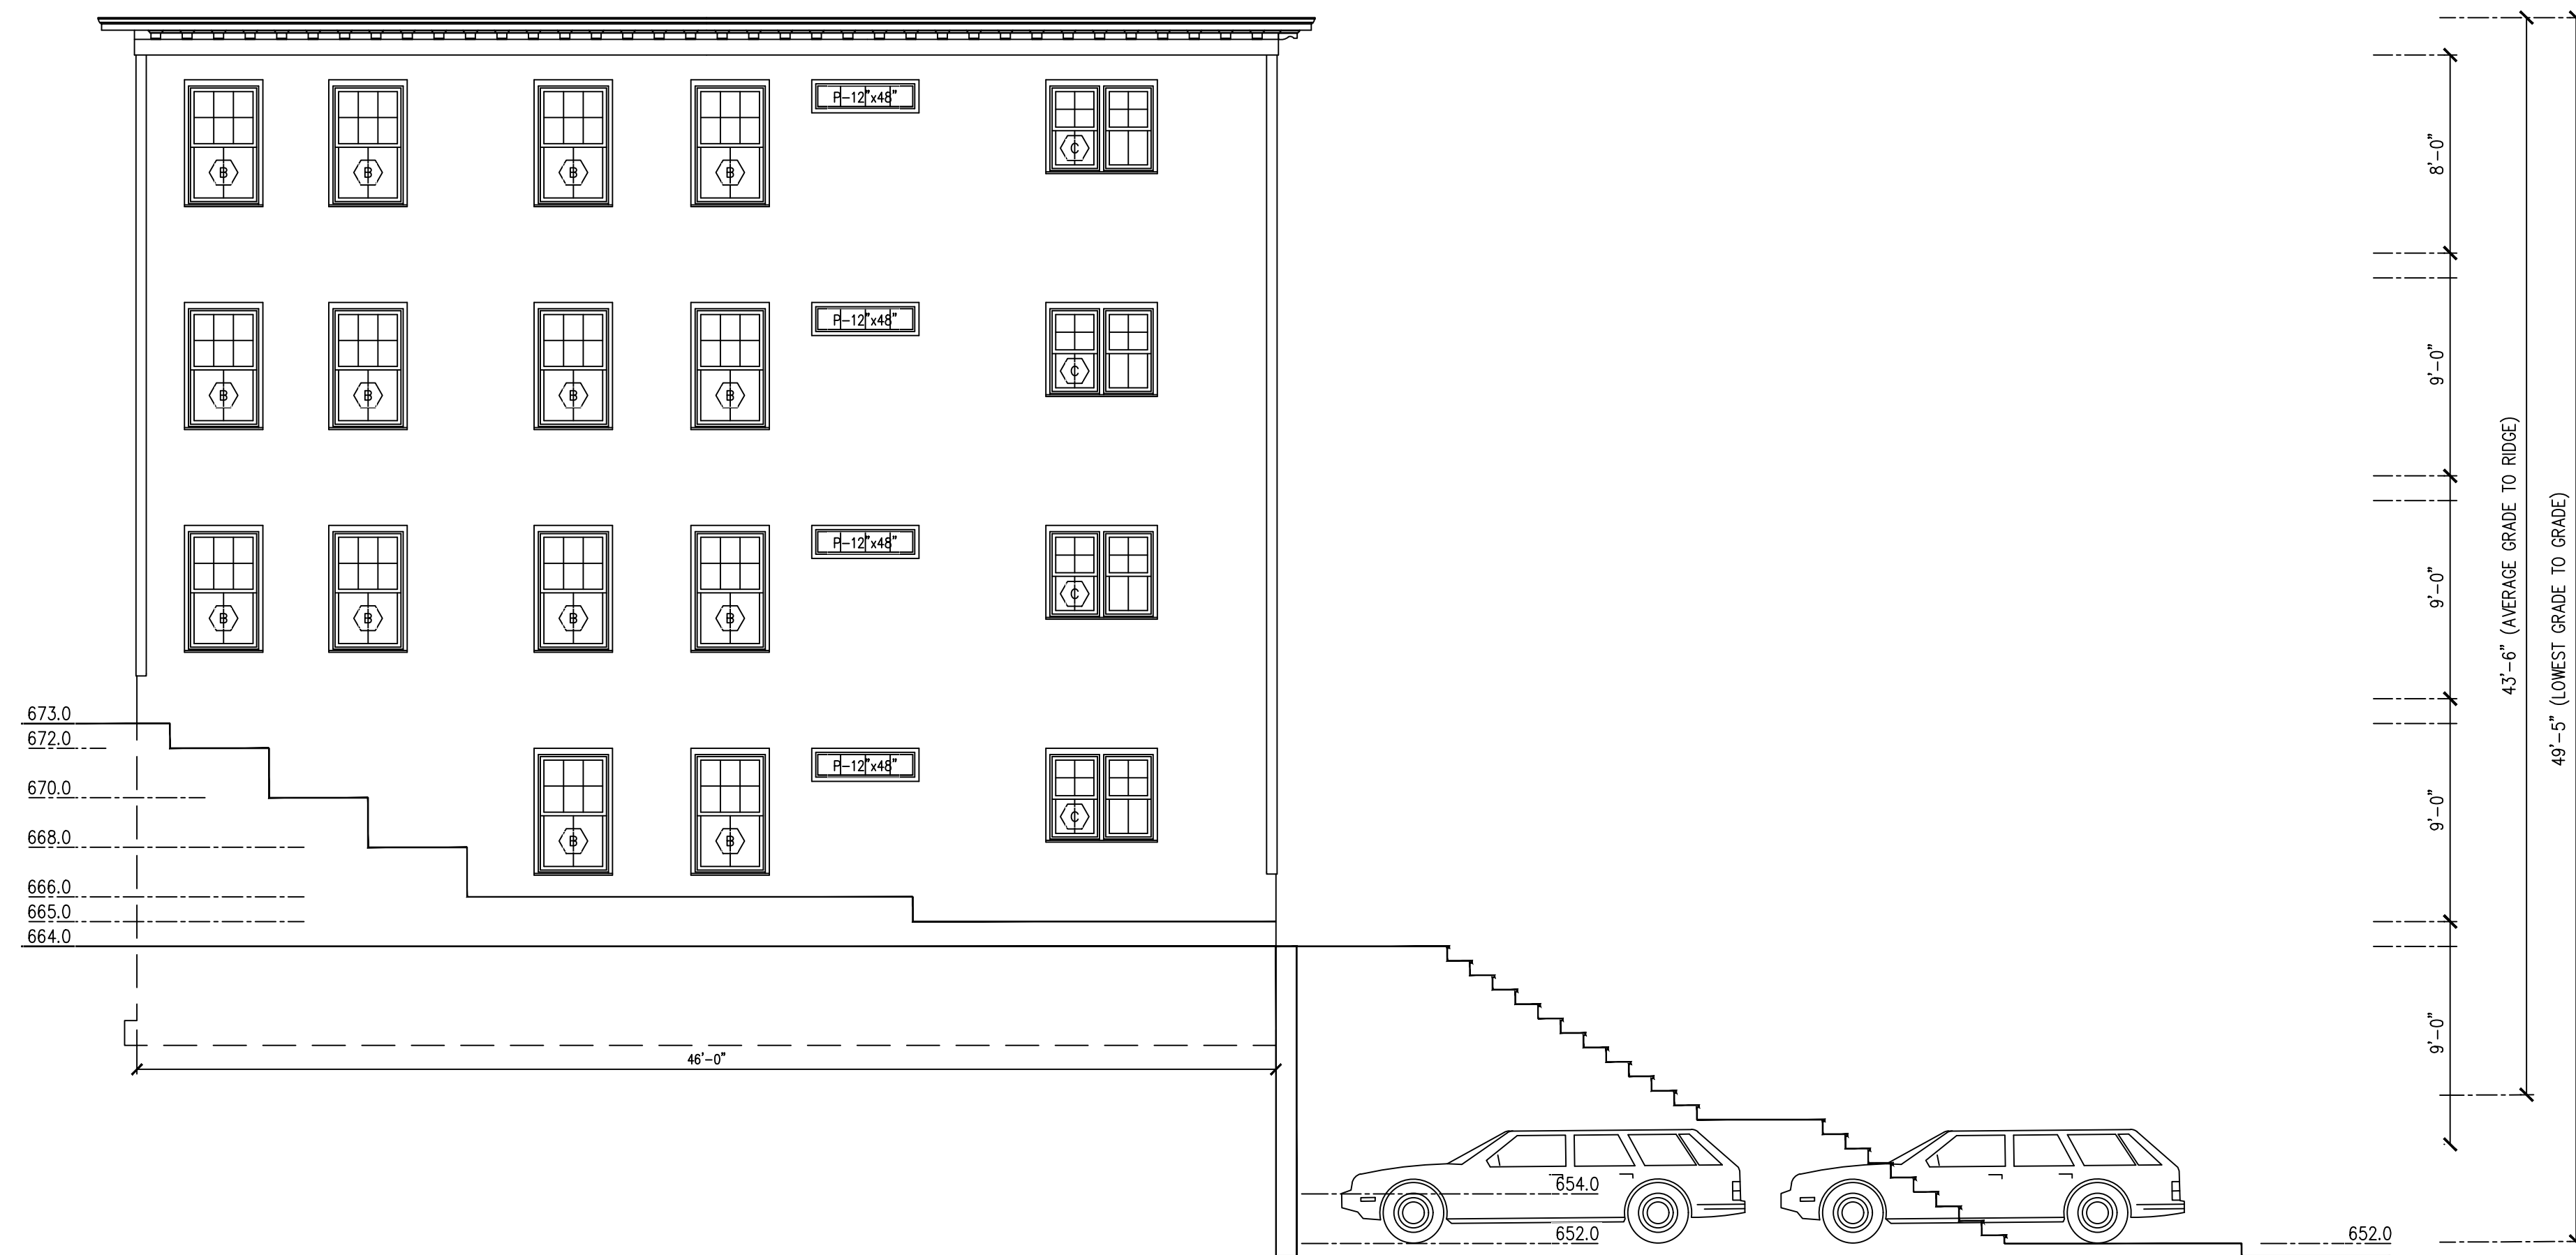 P-12"x48"
B B B B C
P-12"x48"
B B B B C
P-12"x48"
B B B B C
P-12"x48"
B B C
673.0
672.0
670.0
668.0
666.0
665.0
664.0
46'-0"
654.0
652.0
652.0
8'-0"
9'-0"
9'-0"
9'-0"
9'-0"
43'-6" (AVERAGE GRADE TO RIDGE)
49'-5" (LOWEST GRADE TO GRADE)